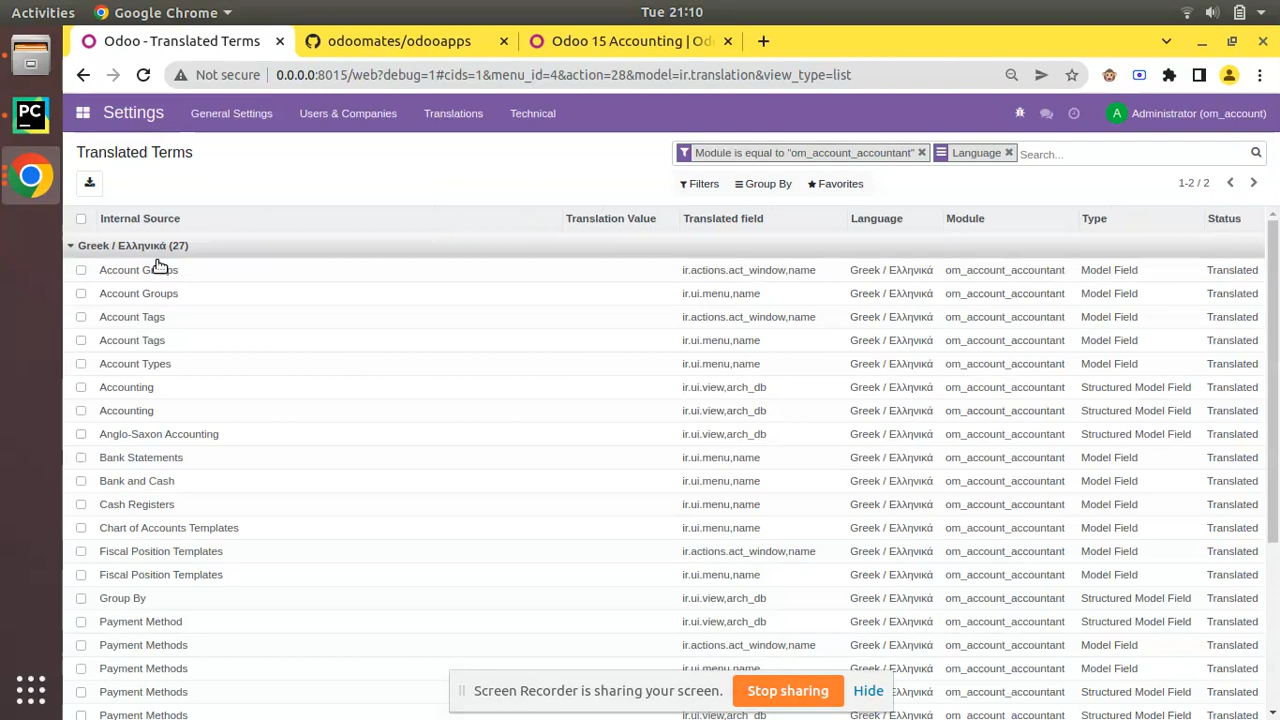 Activities Google Chrome Tue 21:10
Odoo - Translated Terms odoomates/odooapps Odoo 15 Accounting | Od
Not secure 0.0.0.0:8015/web?debug=1#cids=1&menu_id=4&action=28&model=ir.translation&view_type=list
PC Settings General Settings Users & Companies Translations Technical A Administrator (om_account)
Translated Terms Module is equal to "om_account_accountant" Language Search...
Filters Group By Favorites 1-2 / 2
Internal Source Translation Value Translated field Language Module Type Status
Greek / Ελληνικά (27)
Account Groups ir.actions.act_window,name Greek / Ελληνικά om_account_accountant Model Field Translated
Account Groups ir.ui.menu,name Greek / Ελληνικά om_account_accountant Model Field Translated
Account Tags ir.actions.act_window,name Greek / Ελληνικά om_account_accountant Model Field Translated
Account Tags ir.ui.menu,name Greek / Ελληνικά om_account_accountant Model Field Translated
Account Types ir.ui.menu,name Greek / Ελληνικά om_account_accountant Model Field Translated
Accounting ir.ui.view,arch_db Greek / Ελληνικά om_account_accountant Structured Model Field Translated
Accounting ir.ui.view,arch_db Greek / Ελληνικά om_account_accountant Structured Model Field Translated
Anglo-Saxon Accounting ir.ui.view,arch_db Greek / Ελληνικά om_account_accountant Structured Model Field Translated
Bank Statements ir.ui.menu,name Greek / Ελληνικά om_account_accountant Model Field Translated
Bank and Cash ir.ui.menu,name Greek / Ελληνικά om_account_accountant Model Field Translated
Cash Registers ir.ui.menu,name Greek / Ελληνικά om_account_accountant Model Field Translated
Chart of Accounts Templates ir.ui.menu,name Greek / Ελληνικά om_account_accountant Model Field Translated
Fiscal Position Templates ir.actions.act_window,name Greek / Ελληνικά om_account_accountant Model Field Translated
Fiscal Position Templates ir.ui.menu,name Greek / Ελληνικά om_account_accountant Model Field Translated
Group By ir.ui.view,arch_db Greek / Ελληνικά om_account_accountant Structured Model Field Translated
Payment Method ir.ui.view,arch_db Greek / Ελληνικά om_account_accountant Structured Model Field Translated
Payment Methods ir.actions.act_window,name Greek / Ελληνικά om_account_accountant Model Field Translated
Payment Methods ir.ui.menu,name Greek / Ελληνικά om_account_accountant Model Field Translated
Payment Methods Screen Recorder is sharing your screen. Stop sharing Hide om_account_accountant Structured Model Field Translated
Payment Methods om_account_accountant Structured Model Field Translated